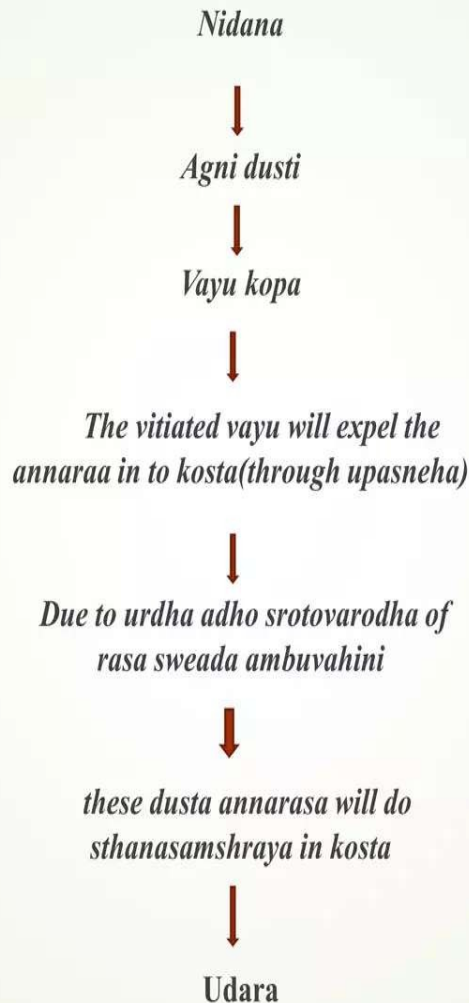 Nidana
Agni dusti
Vayu kopa
The vitiated vayu will expel the
annaraa in to kosta(through upasneha)
Due to urdha adho srotovarodha of
rasa sweada ambuvahini
these dusta annarasa will do
sthanasamshraya in kosta
Udara